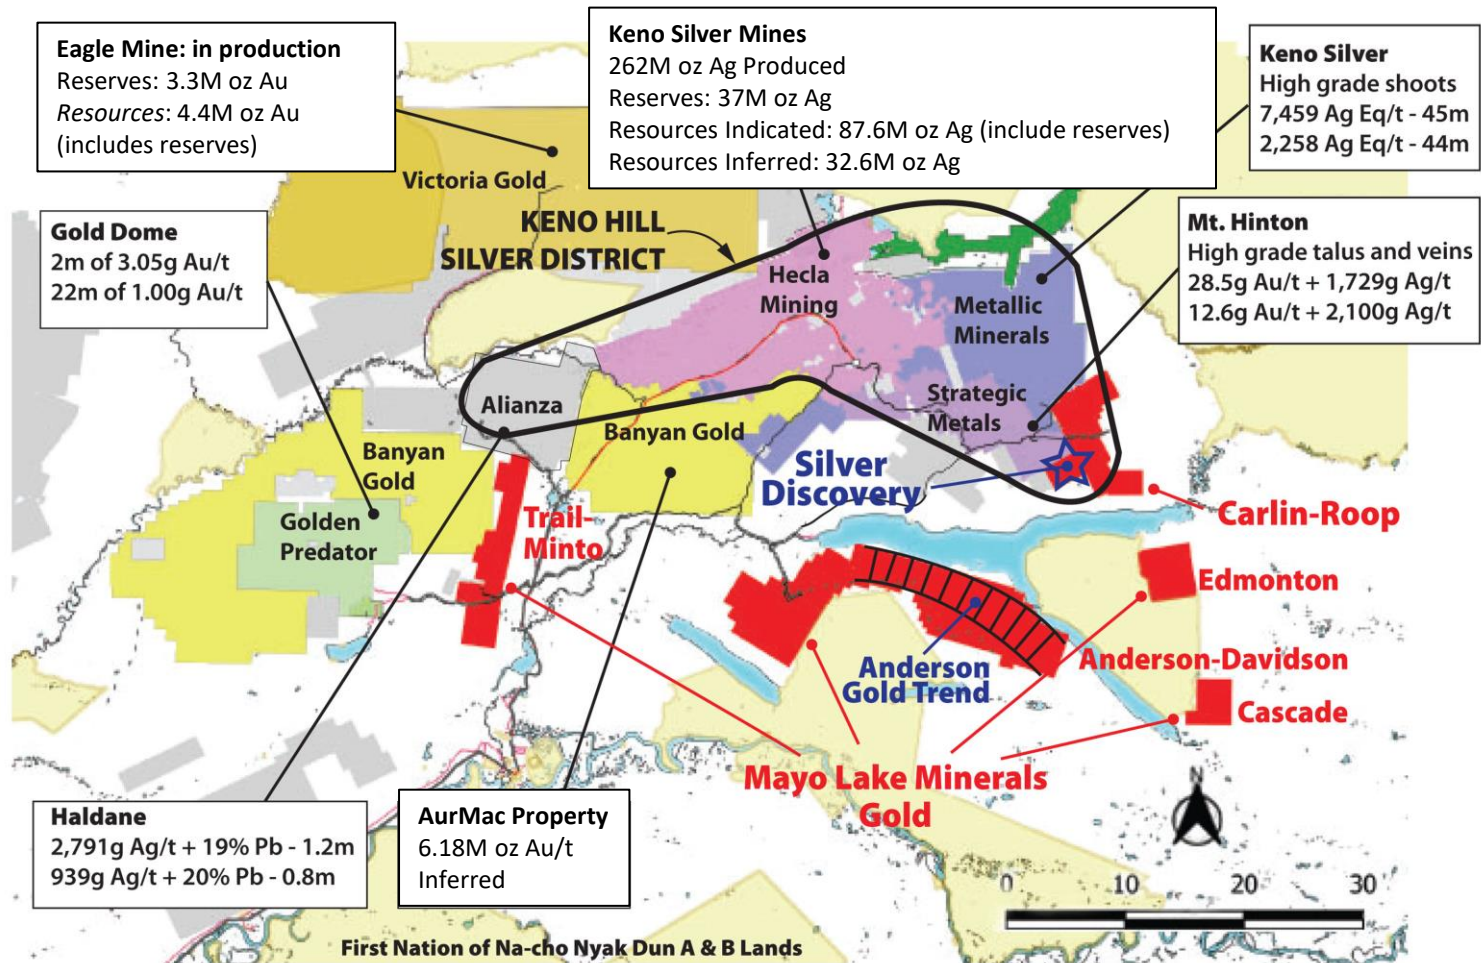 Eagle Mine: in production
Reserves: 3.3M oz Au
Resources: 4.4M oz Au
(includes reserves)
Keno Silver Mines
262M oz Ag Produced
Reserves: 37M oz Ag
Resources Indicated: 87.6M oz Ag (include reserves)
Resources Inferred: 32.6M oz Ag
Keno Silver
High grade shoots
7,459 Ag Eq/t - 45m
2,258 Ag Eq/t - 44m
Victoria Gold
KENO HILL
SILVER DISTRICT
Gold Dome
2m of 3.05g Au/t
22m of 1.00g Au/t
Mt. Hinton
High grade talus and veins
28.5g Au/t + 1,729g Ag/t
12.6g Au/t + 2,100g Ag/t
Hecla
Mining
Metallic
Minerals
Alianza
Strategic
Metals
Banyan Gold
Banyan
Gold
Silver
Discovery
Golden
Predator
Trail-
Minto
Carlin-Roop
Edmonton
Anderson
Gold Trend
Anderson-Davidson
Cascade
Mayo Lake Minerals
Gold
Haldane
2,791g Ag/t + 19% Pb - 1.2m
939g Ag/t + 20% Pb - 0.8m
AurMac Property
6.18M oz Au/t
Inferred
N
0 10 20 30
First Nation of Na-cho Nyak Dun A & B Lands